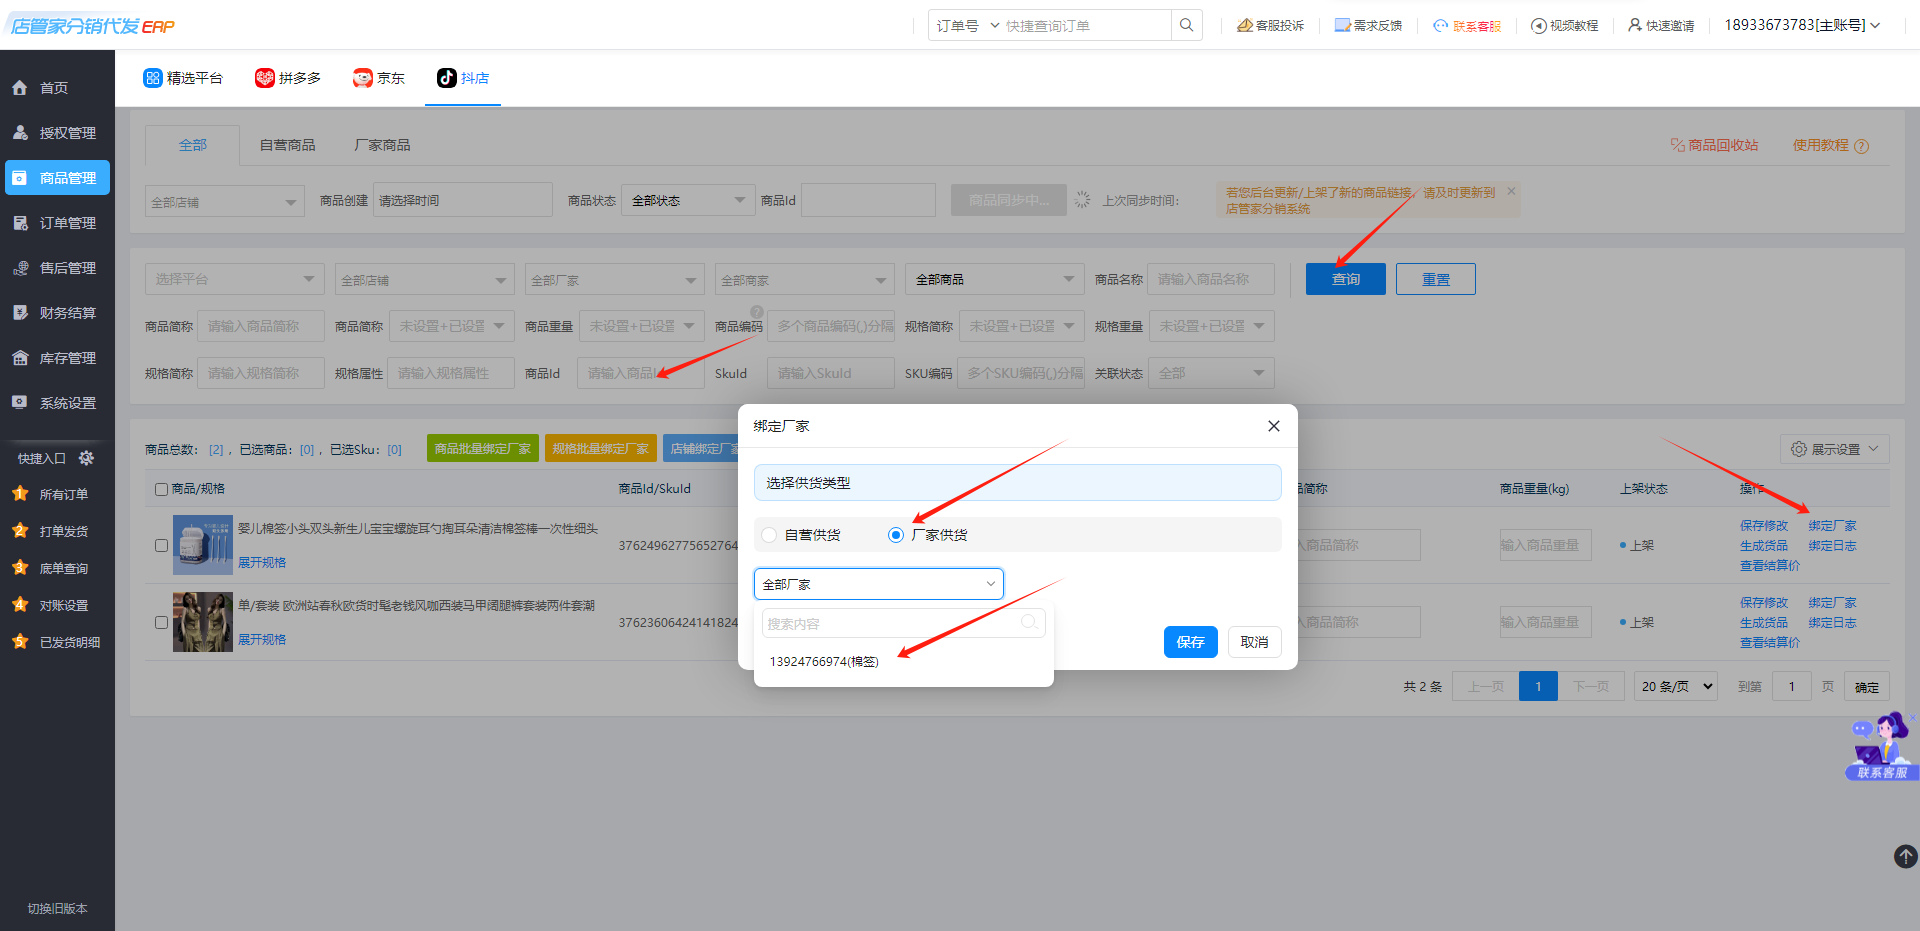 店管家分销代发ERP
订单号 快捷查询订单
客服投诉
需求反馈
联系客服
视频教程
快速邀请
18933673783[主账号]
精选平台
拼多多
京东
抖店
首页
授权管理
商品管理
订单管理
售后管理
财务结算
库存管理
系统设置
快捷入口
所有订单
打单发货
底单查询
对账设置
已发货明细
切换旧版本
全部 自营商品 厂家商品
商品回收站 使用教程
全部店铺 商品创建 请选择时间 商品状态 全部状态 商品Id 商品同步中... 上次同步时间:
若您后台更新/上架了新的商品链接，请及时更新到
店管家分销系统
选择平台 全部店铺 全部厂家 全部商家 全部商品 商品名称 请输入商品名称 查询 重置
商品简称 请输入商品简称 商品简称 未设置+已设置 商品重量 未设置+已设置 商品编码 多个商品编码(,)分隔 规格简称 未设置+已设置 规格重量 未设置+已设置
规格简称 请输入规格简称 规格属性 请输入规格属性 商品Id 请输入商品I SkuId 请输入SkuId SKU编码 多个SKU编码(,)分隔 关联状态 全部
商品总数: [2] , 已选商品: [0] , 已选Sku: [0] 商品批量绑定厂家 规格批量绑定厂家 店铺绑定厂家
展示设置
商品/规格 商品Id/SkuId 品简称 商品重量(kg) 上架状态 操作
婴儿棉签小头双头新生儿宝宝螺旋耳勺掏耳朵清洁棉签棒一次性细头
展开规格
37624962775652764
入商品简称 输入商品重量 上架
保存修改 绑定厂家
生成货品 绑定日志
查看结算价
单/套装 欧洲站春秋欧货时髦老钱风咖西装马甲阔腿裤套装两件套潮
展开规格
37623606424141824
入商品简称 输入商品重量 上架
保存修改 绑定厂家
生成货品 绑定日志
查看结算价
共 2 条 上一页 1 下一页 20 条/页 到第 1 页 确定
绑定厂家
选择供货类型
自营供货 厂家供货
全部厂家
搜索内容
13924766974(棉签)
保存 取消
联系客服